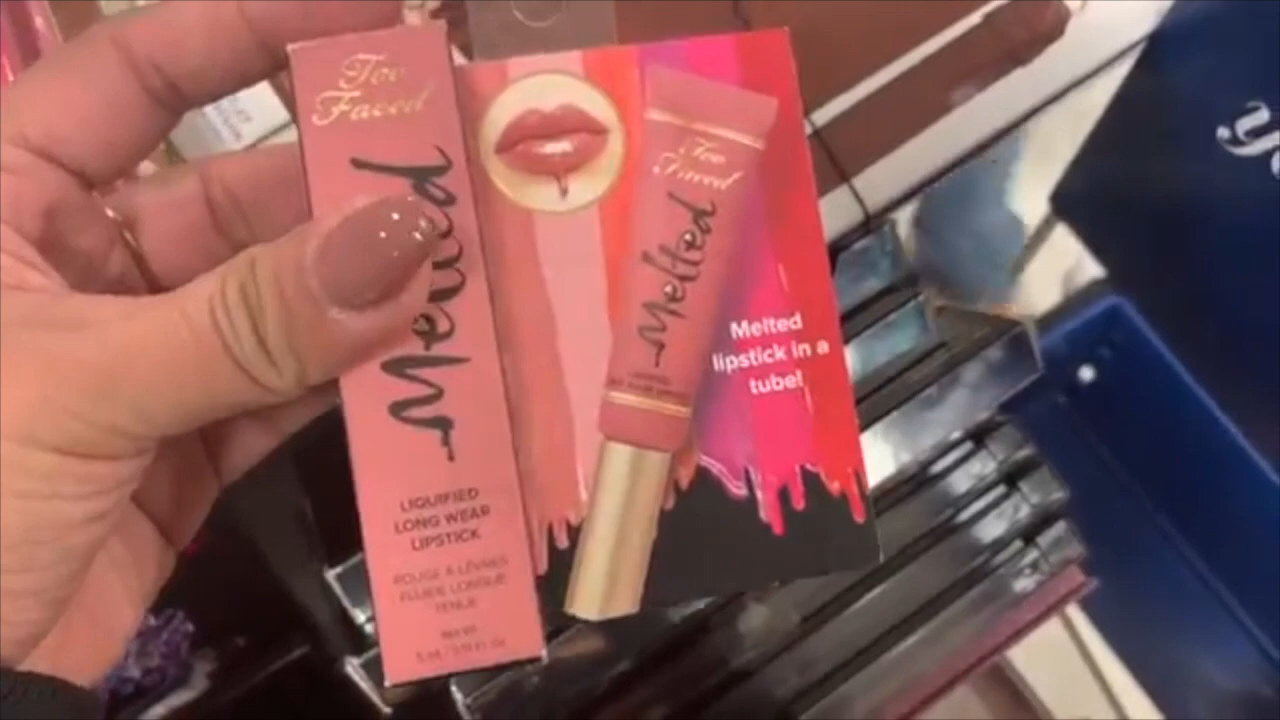 Too
Faced
Melted
LIQUIFIED
LONG WEAR
LIPSTICK
ROUGE À LÈVRES
FLUIDE LONGUE
TENUE
Too
Faced
Melted
Melted
lipstick in a
tube!